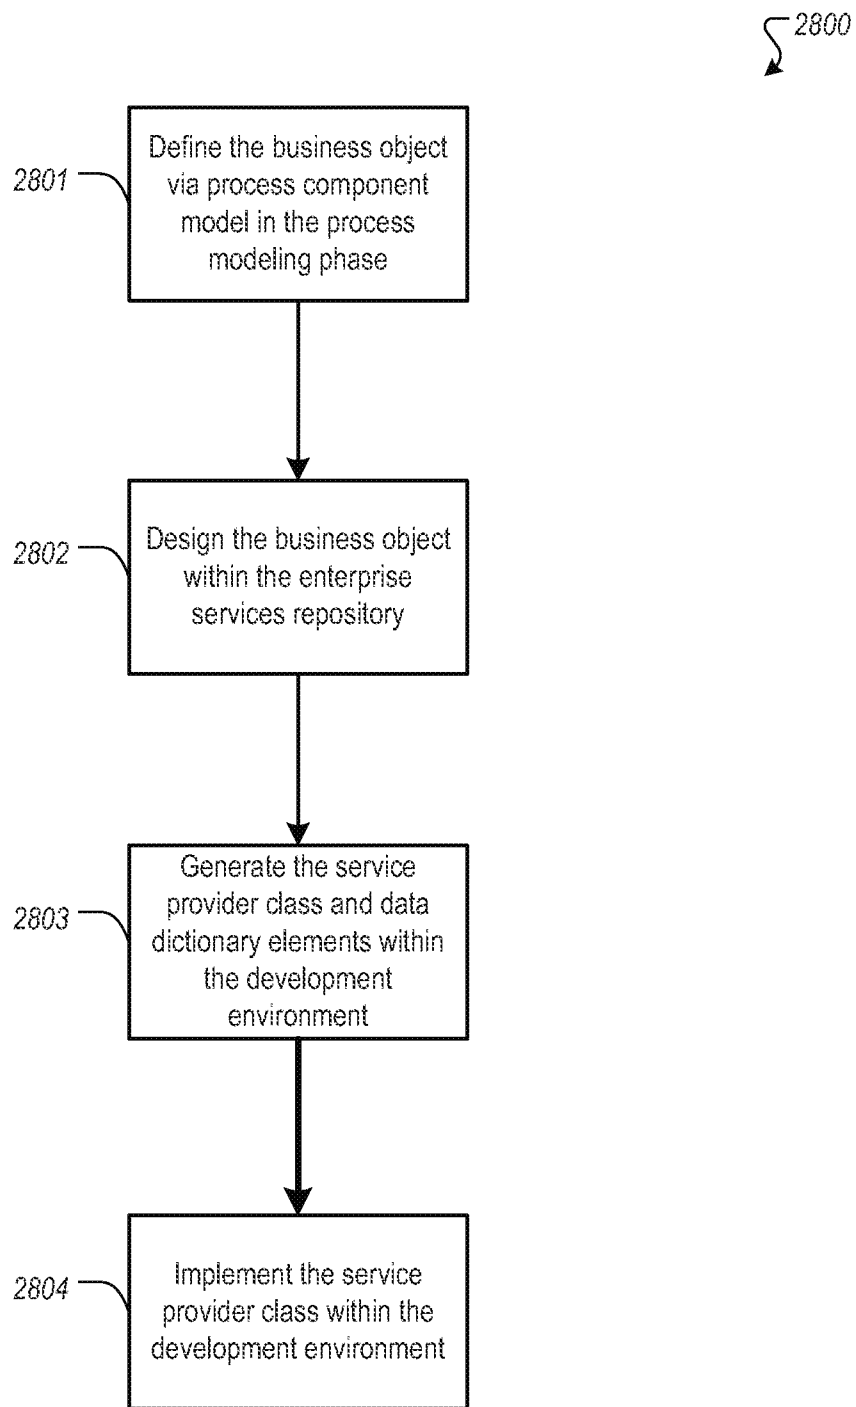 2800
2801
Define the business object
via process component
model in the process
modeling phase
2802
Design the business object
within the enterprise
services repository
2803
Generate the service
provider class and data
dictionary elements within
the development
environment
2804
Implement the service
provider class within the
development environment